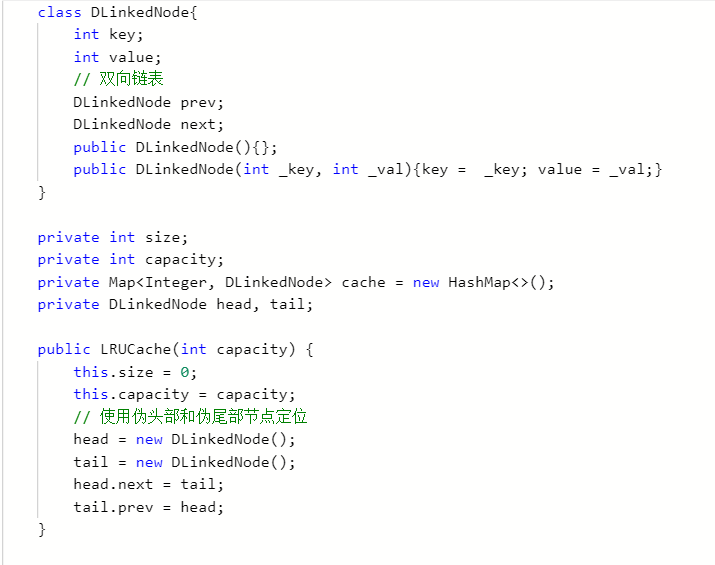 class DLinkedNode{
    int key;
    int value;
    // 双向链表
    DLinkedNode prev;
    DLinkedNode next;
    public DLinkedNode(){};
    public DLinkedNode(int _key, int _val){key =  _key; value = _val;}
}

private int size;
private int capacity;
private Map<Integer, DLinkedNode> cache = new HashMap<>();
private DLinkedNode head, tail;

public LRUCache(int capacity) {
    this.size = 0;
    this.capacity = capacity;
    // 使用伪头部和伪尾部节点定位
    head = new DLinkedNode();
    tail = new DLinkedNode();
    head.next = tail;
    tail.prev = head;
}